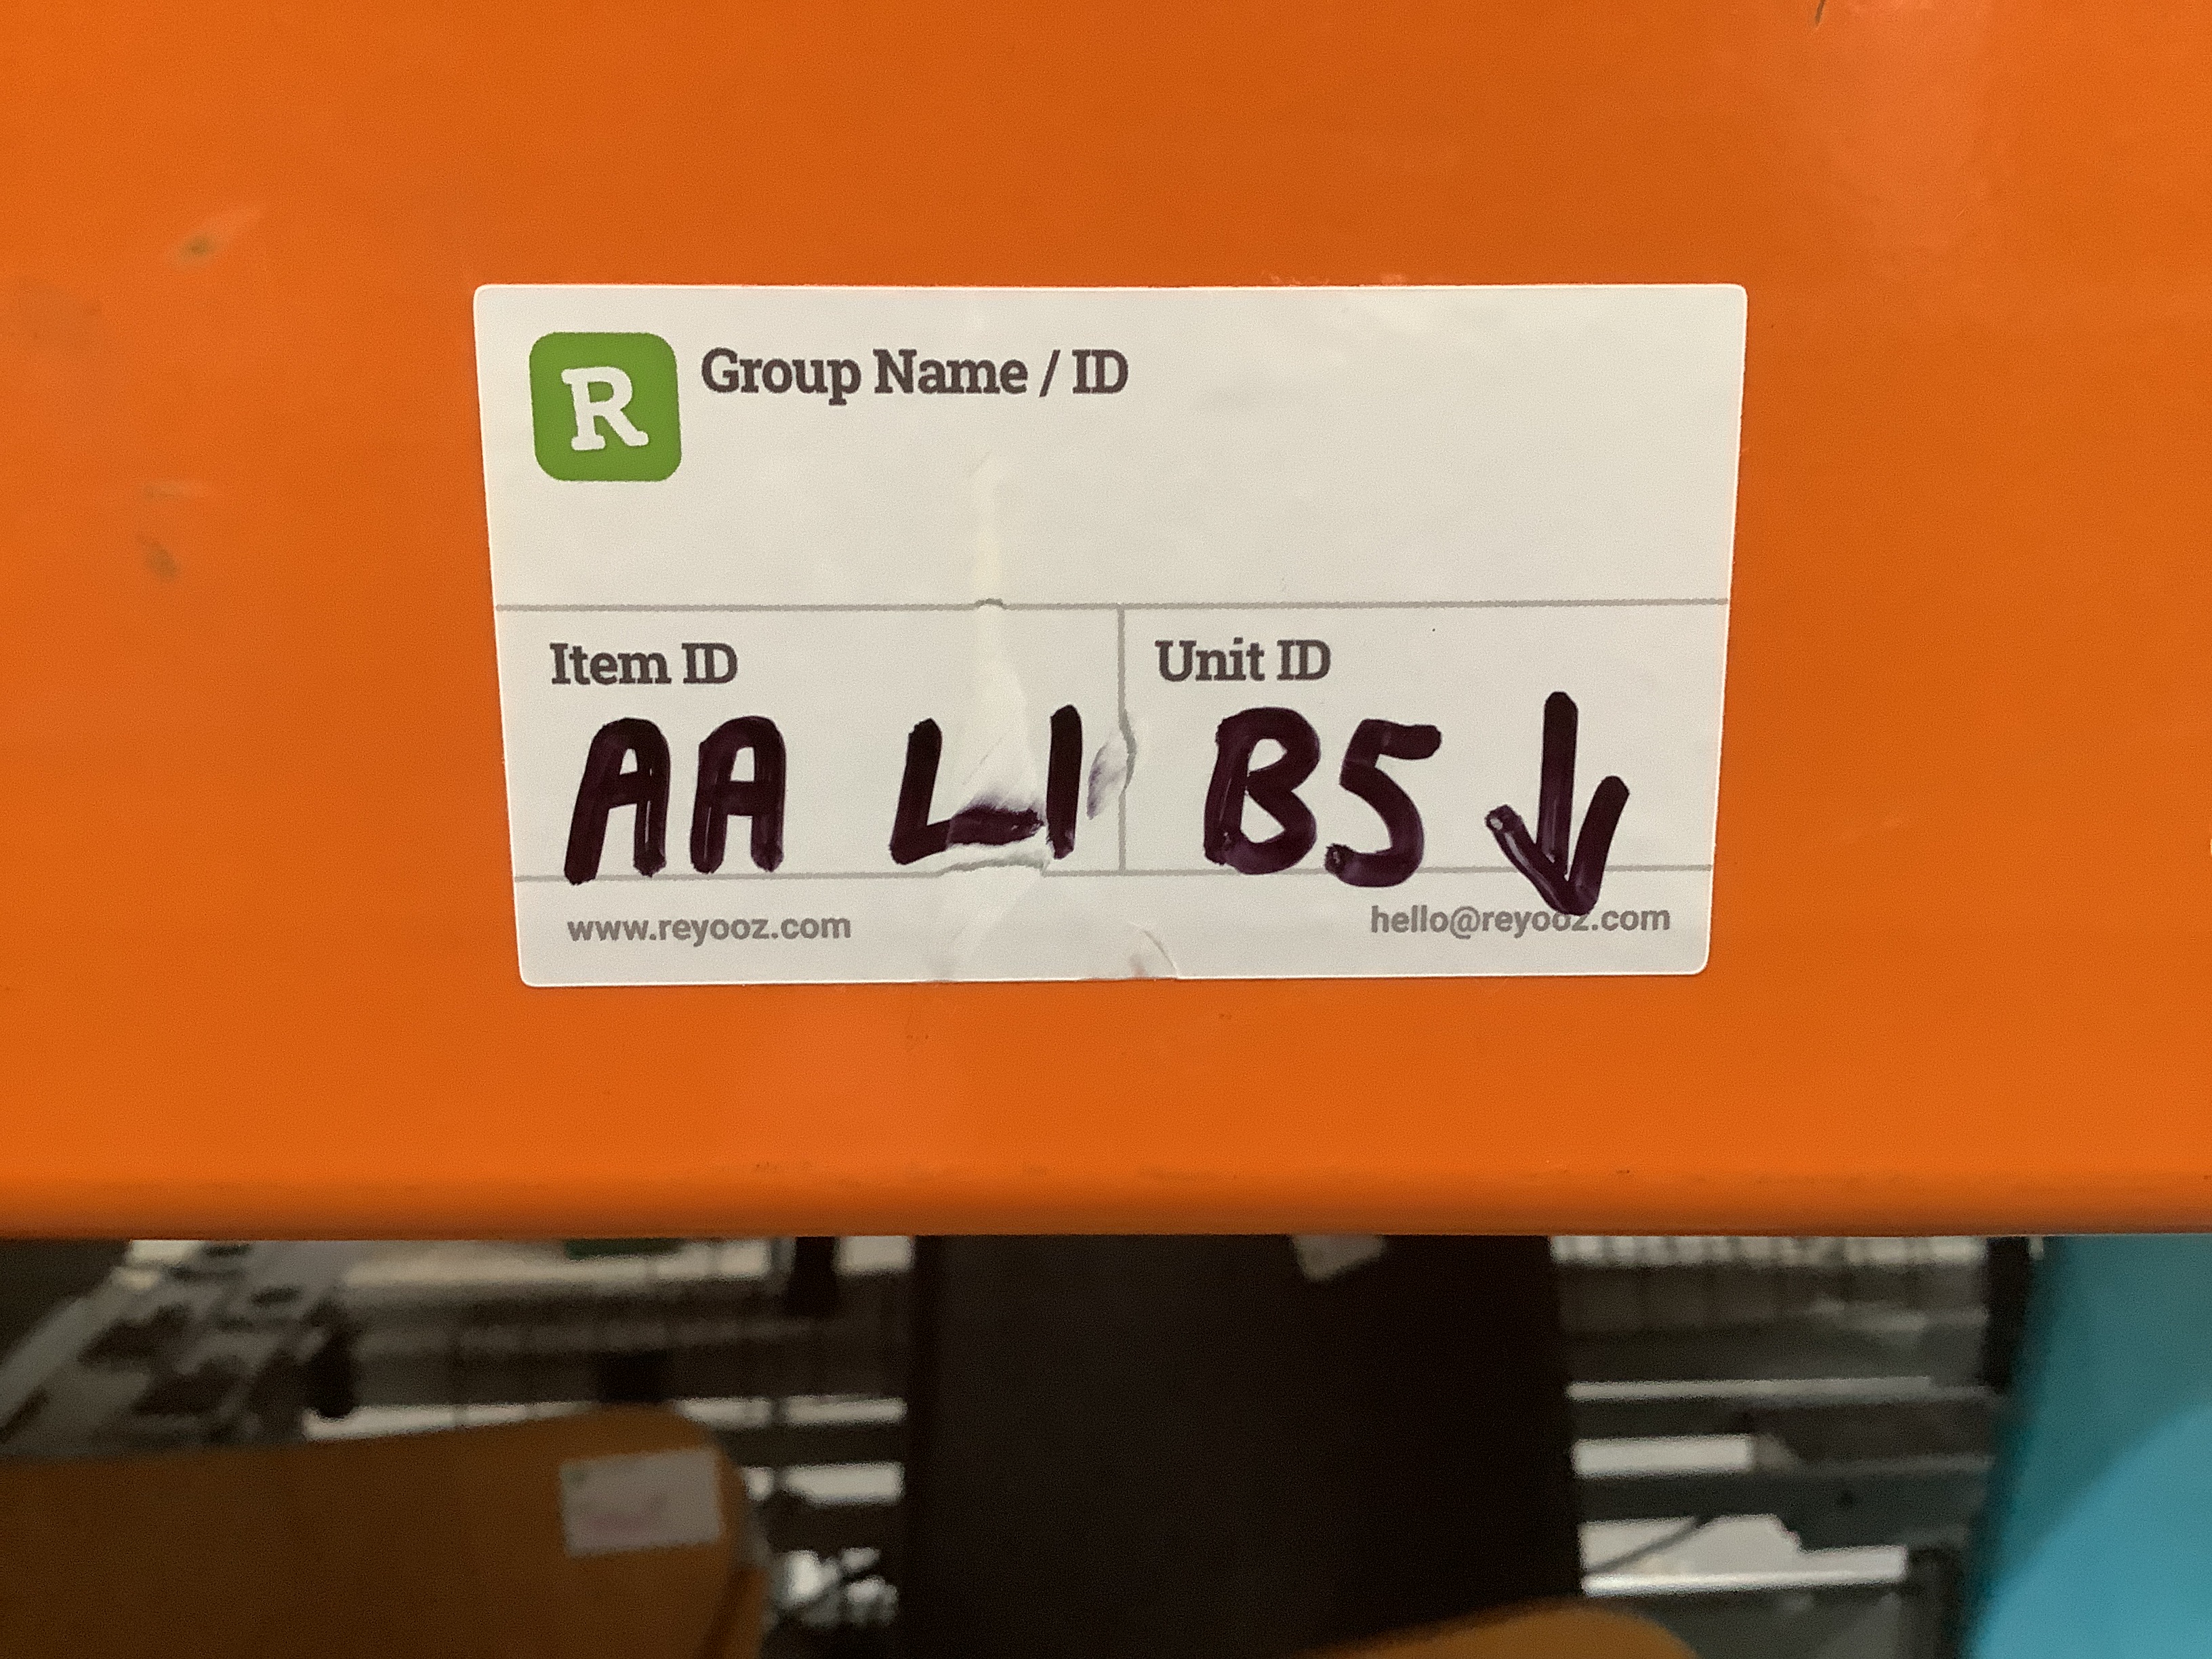 R Group Name / ID
Item ID Unit ID
AA L1 B5 ↓
www.reyooz.com hello@reyooz.com